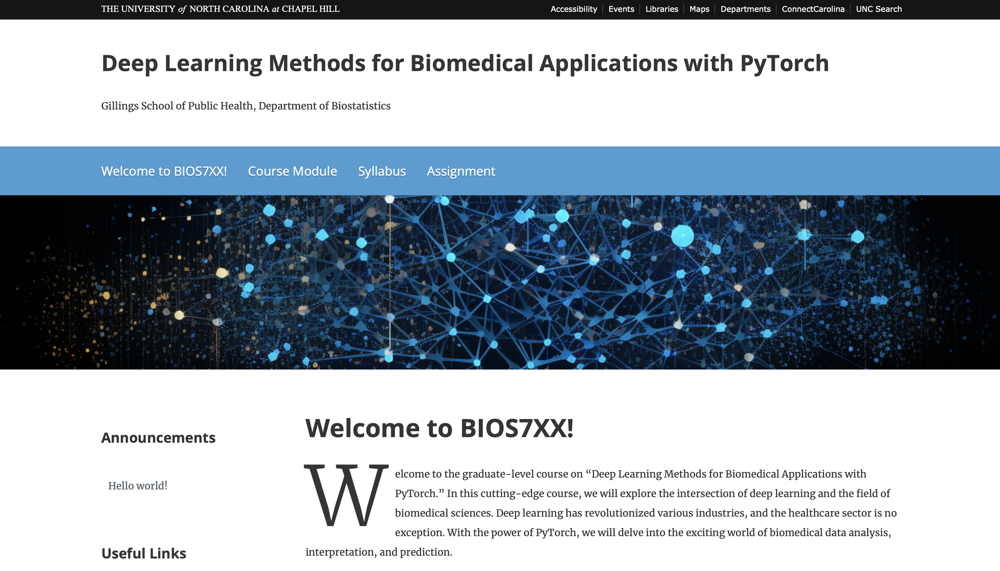 THE UNIVERSITY of NORTH CAROLINA at CHAPEL HILL
Accessibility Events Libraries Maps Departments ConnectCarolina UNC Search
Deep Learning Methods for Biomedical Applications with PyTorch
Gillings School of Public Health, Department of Biostatistics
Welcome to BIOS7XX! Course Module Syllabus Assignment
Announcements
Hello world!
Useful Links
Welcome to BIOS7XX!
Welcome to the graduate-level course on “Deep Learning Methods for Biomedical Applications with
PyTorch.” In this cutting-edge course, we will explore the intersection of deep learning and the field of
biomedical sciences. Deep learning has revolutionized various industries, and the healthcare sector is no
exception. With the power of PyTorch, we will delve into the exciting world of biomedical data analysis,
interpretation, and prediction.